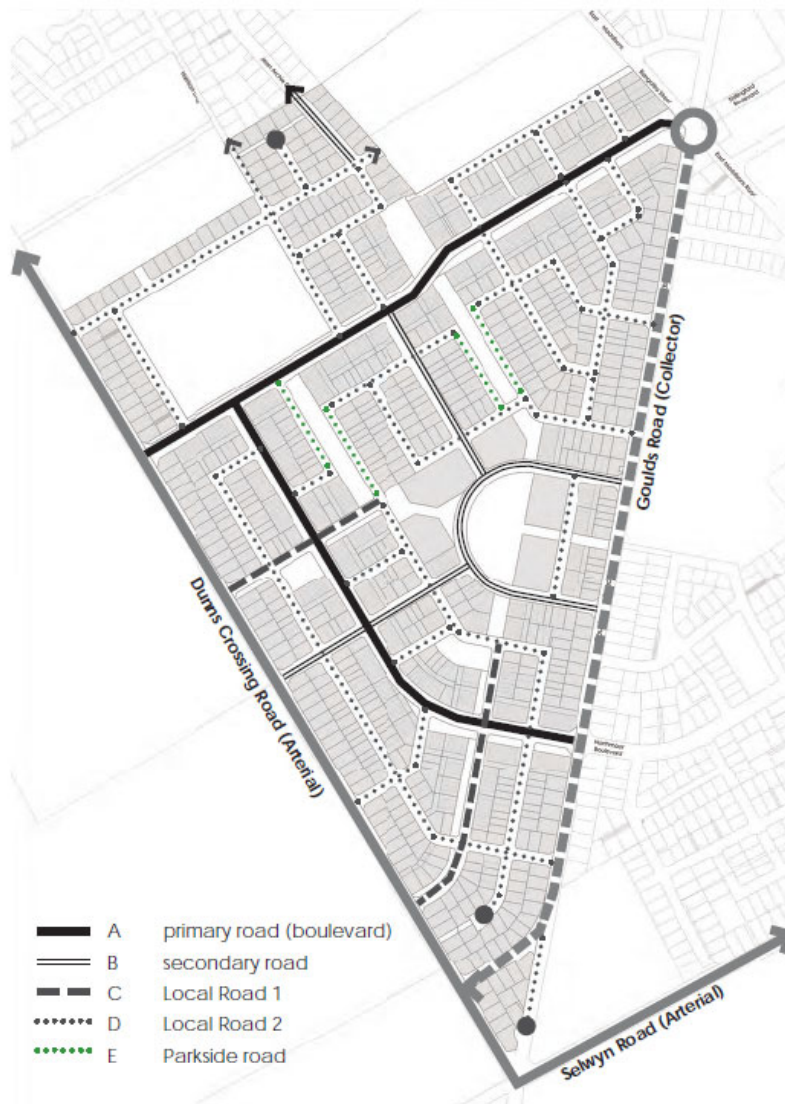 Goulds Road (Collector)
Dunns Crossing Road (Arterial)
Selwyn Road (Arterial)
A primary road (boulevard)
B secondary road
C Local Road 1
D Local Road 2
E Parkside road